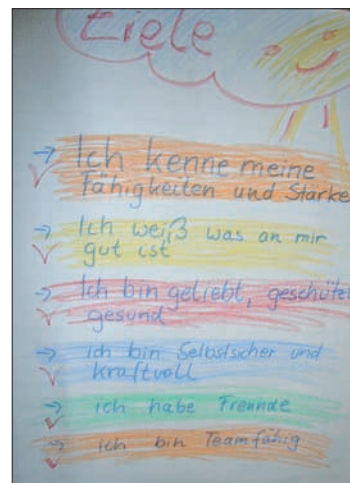 Ziele
→ Ich kenne meine
Fähigkeiten und Stärke
→ Ich weiß was an mir
gut ist
→ Ich bin geliebt, geschütz
gesund
→ ich bin Selbstsicher und
kraftvoll
→ ich habe Freunde
→ ich bin Teamfähig